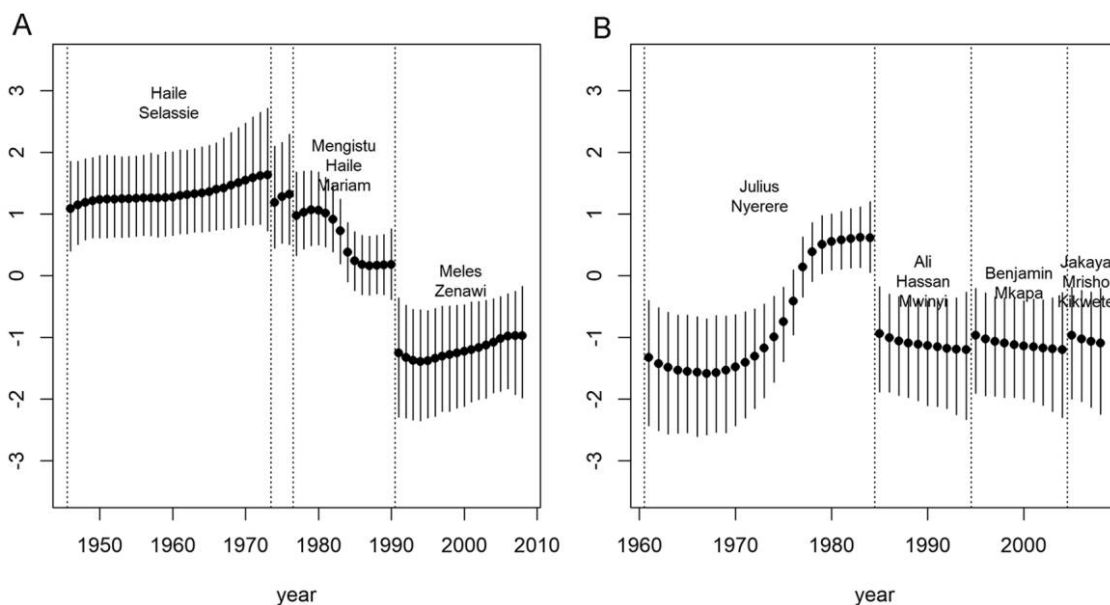 A
3
2
1
0
-1
-2
-3
Haile
Selassie
Mengistu
Haile
Mariam
Meles
Zenawi
1950 1960 1970 1980 1990 2000 2010
year
B
3
2
1
0
-1
-2
-3
Julius
Nyerere
Ali
Hassan
Mwinyi
Benjamin
Mkapa
Jakaya
Mrisho
Kikwete
1960 1970 1980 1990 2000
year